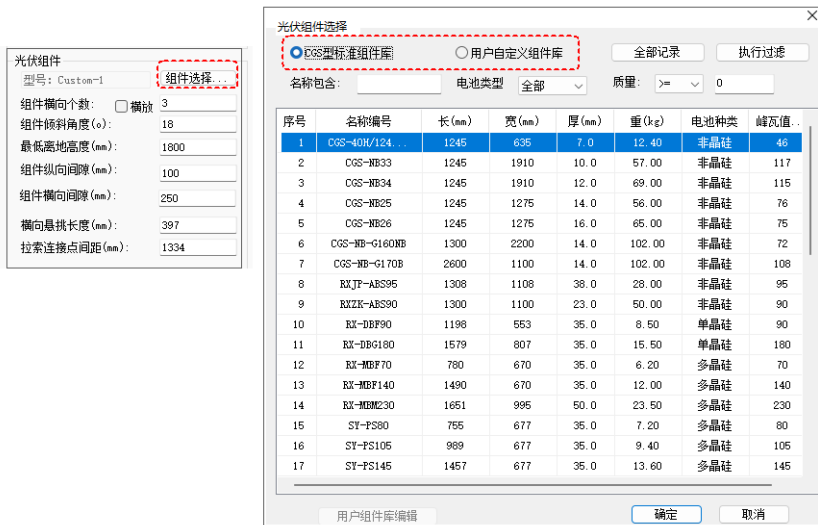 光伏组件
型号: Custom-1 组件选择...
组件横向个数: 横放 3
组件倾斜角度(o): 18
最低离地高度(mm): 1800
组件纵向间隙(mm): 100
组件横向间隙(mm): 250
横向悬挑长度(mm): 397
拉索连接点间距(mm): 1334
光伏组件选择
CGS型标准组件库 用户自定义组件库 全部记录 执行过滤
名称包含: 电池类型 全部 质量: >= 0
序号 名称编号 长(mm) 宽(mm) 厚(mm) 重(kg) 电池种类 峰瓦值..
1 CGS-40H/124... 1245 635 7.0 12.40 非晶硅 46
2 CGS-NB33 1245 1910 10.0 57.00 非晶硅 117
3 CGS-NB34 1245 1910 12.0 69.00 非晶硅 115
4 CGS-NB25 1245 1275 14.0 56.00 非晶硅 76
5 CGS-NB26 1245 1275 16.0 65.00 非晶硅 75
6 CGS-NB-G160NB 1300 2200 14.0 102.00 非晶硅 72
7 CGS-NB-G170B 2600 1100 14.0 102.00 非晶硅 108
8 RXJP-ABS95 1308 1108 38.0 28.00 非晶硅 95
9 RXZK-ABS90 1300 1100 23.0 50.00 非晶硅 90
10 RX-DBF90 1198 553 35.0 8.50 单晶硅 90
11 RX-DBG180 1579 807 35.0 15.50 单晶硅 180
12 RX-MBF70 780 670 35.0 6.20 多晶硅 70
13 RX-MBF140 1490 670 35.0 12.00 多晶硅 140
14 RX-MBM230 1651 995 50.0 23.50 多晶硅 230
15 SY-PS80 755 677 35.0 7.20 多晶硅 80
16 SY-PS105 989 677 35.0 9.40 多晶硅 105
17 SY-PS145 1457 677 35.0 13.60 多晶硅 145
用户组件库编辑 确定 取消